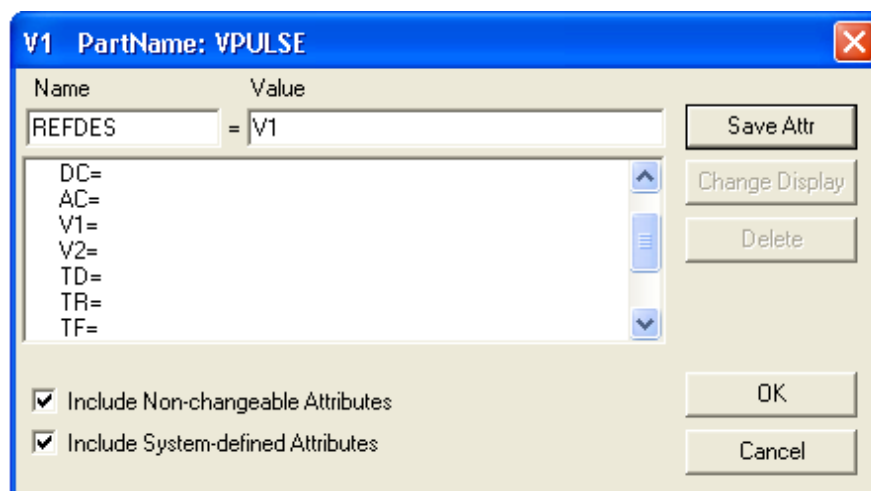 V1 PartName: VPULSE
Name Value
REFDES = V1
Save Attr
DC=
AC=
V1=
V2=
TD=
TR=
TF=
Change Display
Delete
Include Non-changeable Attributes
Include System-defined Attributes
OK
Cancel